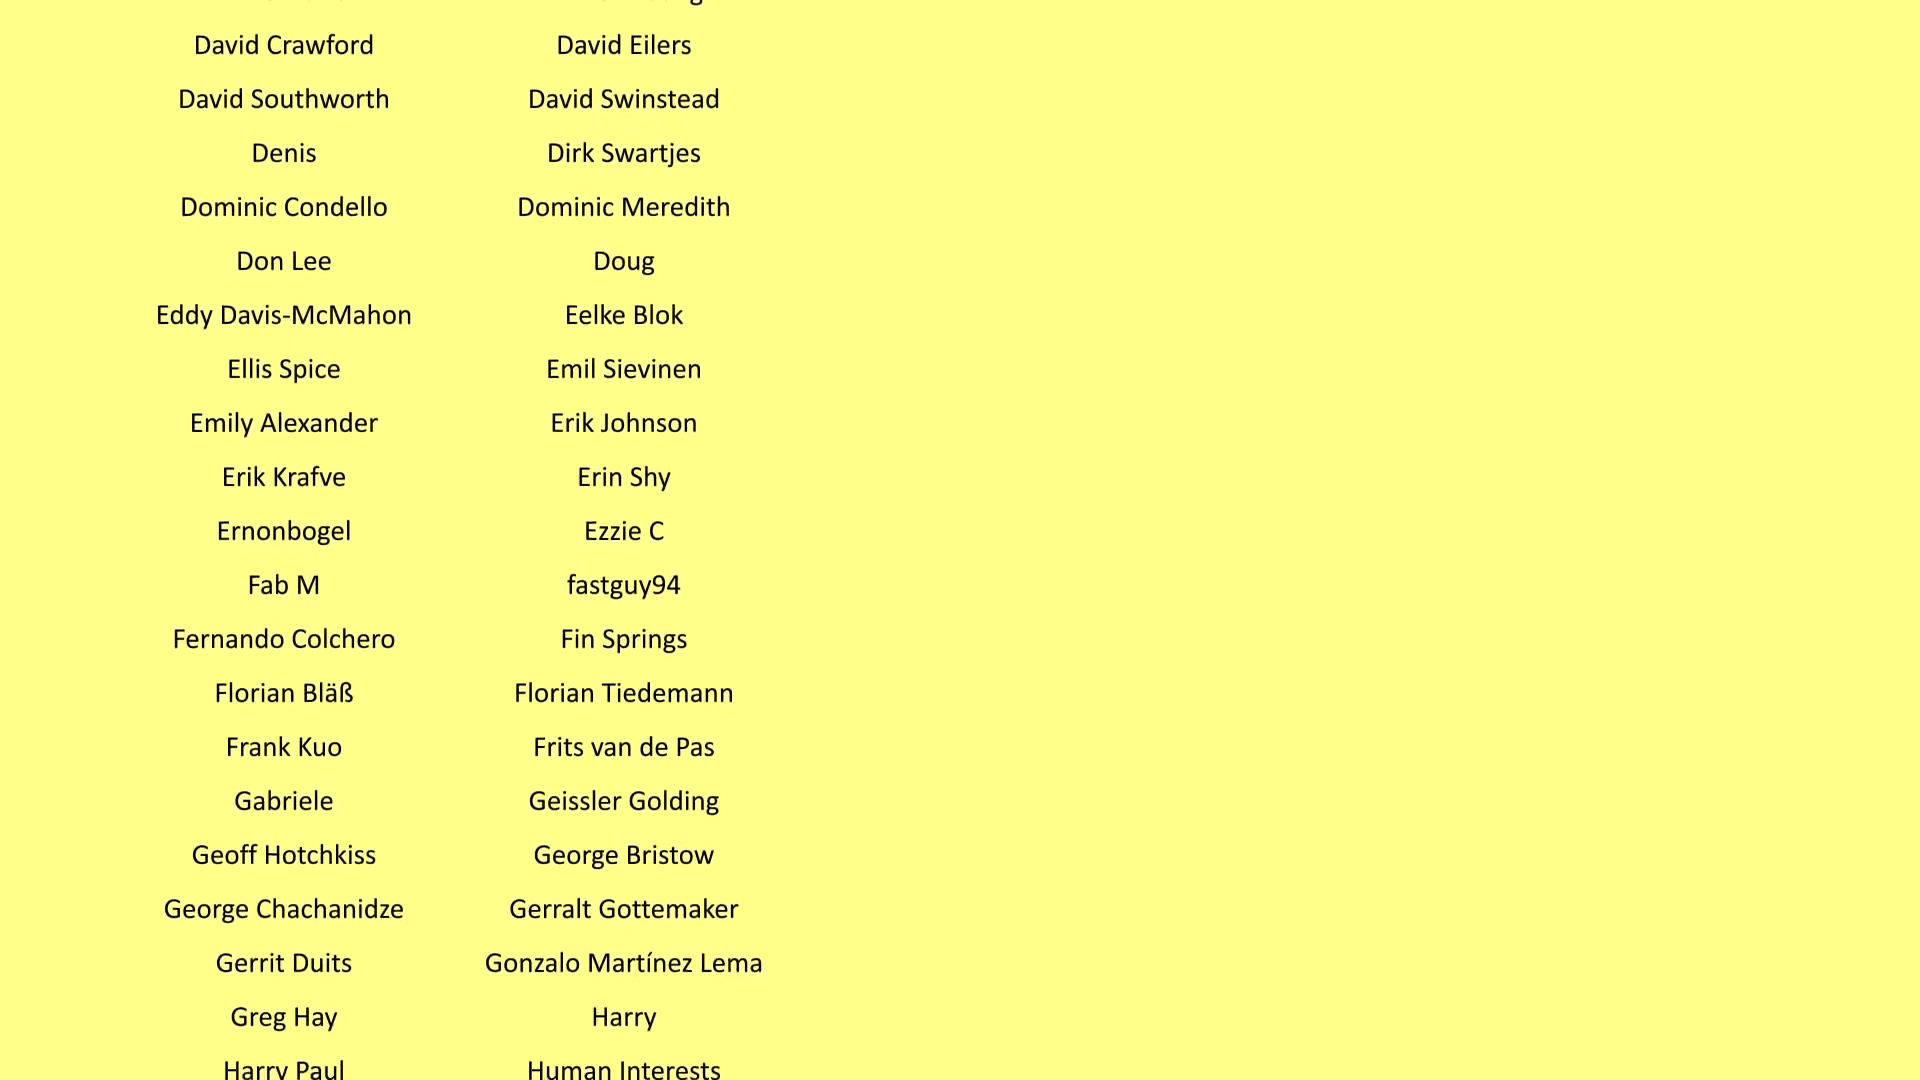 David Crawford
David Eilers
David Southworth
David Swinstead
Denis
Dirk Swartjes
Dominic Condello
Dominic Meredith
Don Lee
Doug
Eddy Davis-McMahon
Eelke Blok
Ellis Spice
Emil Sievinen
Emily Alexander
Erik Johnson
Erik Krafve
Erin Shy
Ernonbogel
Ezzie C
Fab M
fastguy94
Fernando Colchero
Fin Springs
Florian Bläß
Florian Tiedemann
Frank Kuo
Frits van de Pas
Gabriele
Geissler Golding
Geoff Hotchkiss
George Bristow
George Chachanidze
Gerralt Gottemaker
Gerrit Duits
Gonzalo Martínez Lema
Greg Hay
Harry
Harry Paul
Human Interests